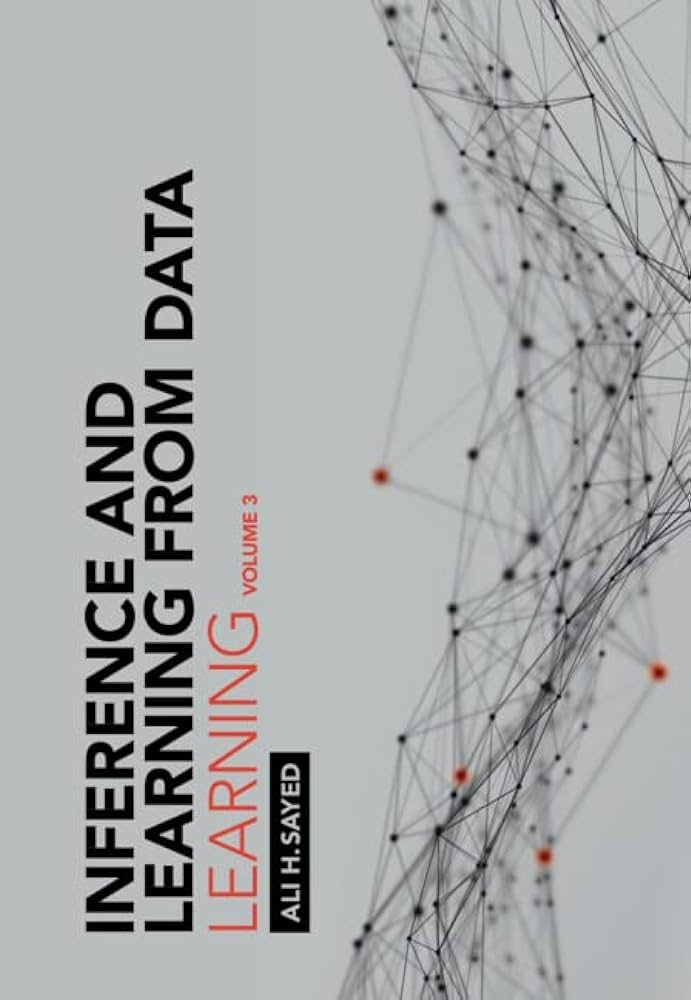 INFERENCE AND
LEARNING FROM DATA
LEARNING VOLUME 3
ALI H. SAYED